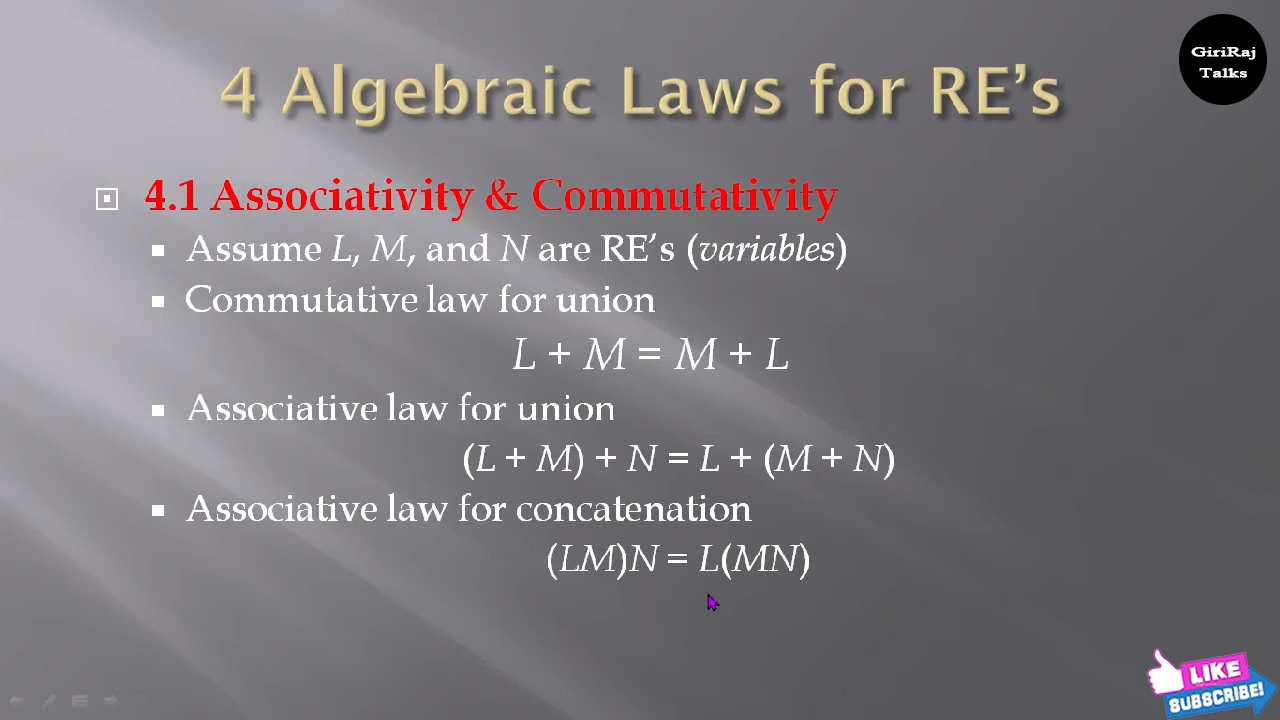 GiriRaj
Talks
4 Algebraic Laws for RE’s
4.1 Associativity & Commutativity
Assume L, M, and N are RE’s (variables)
Commutative law for union
L + M = M + L
Associative law for union
(L + M) + N = L + (M + N)
Associative law for concatenation
(LM)N = L(MN)
LIKE
SUBSCRIBE!